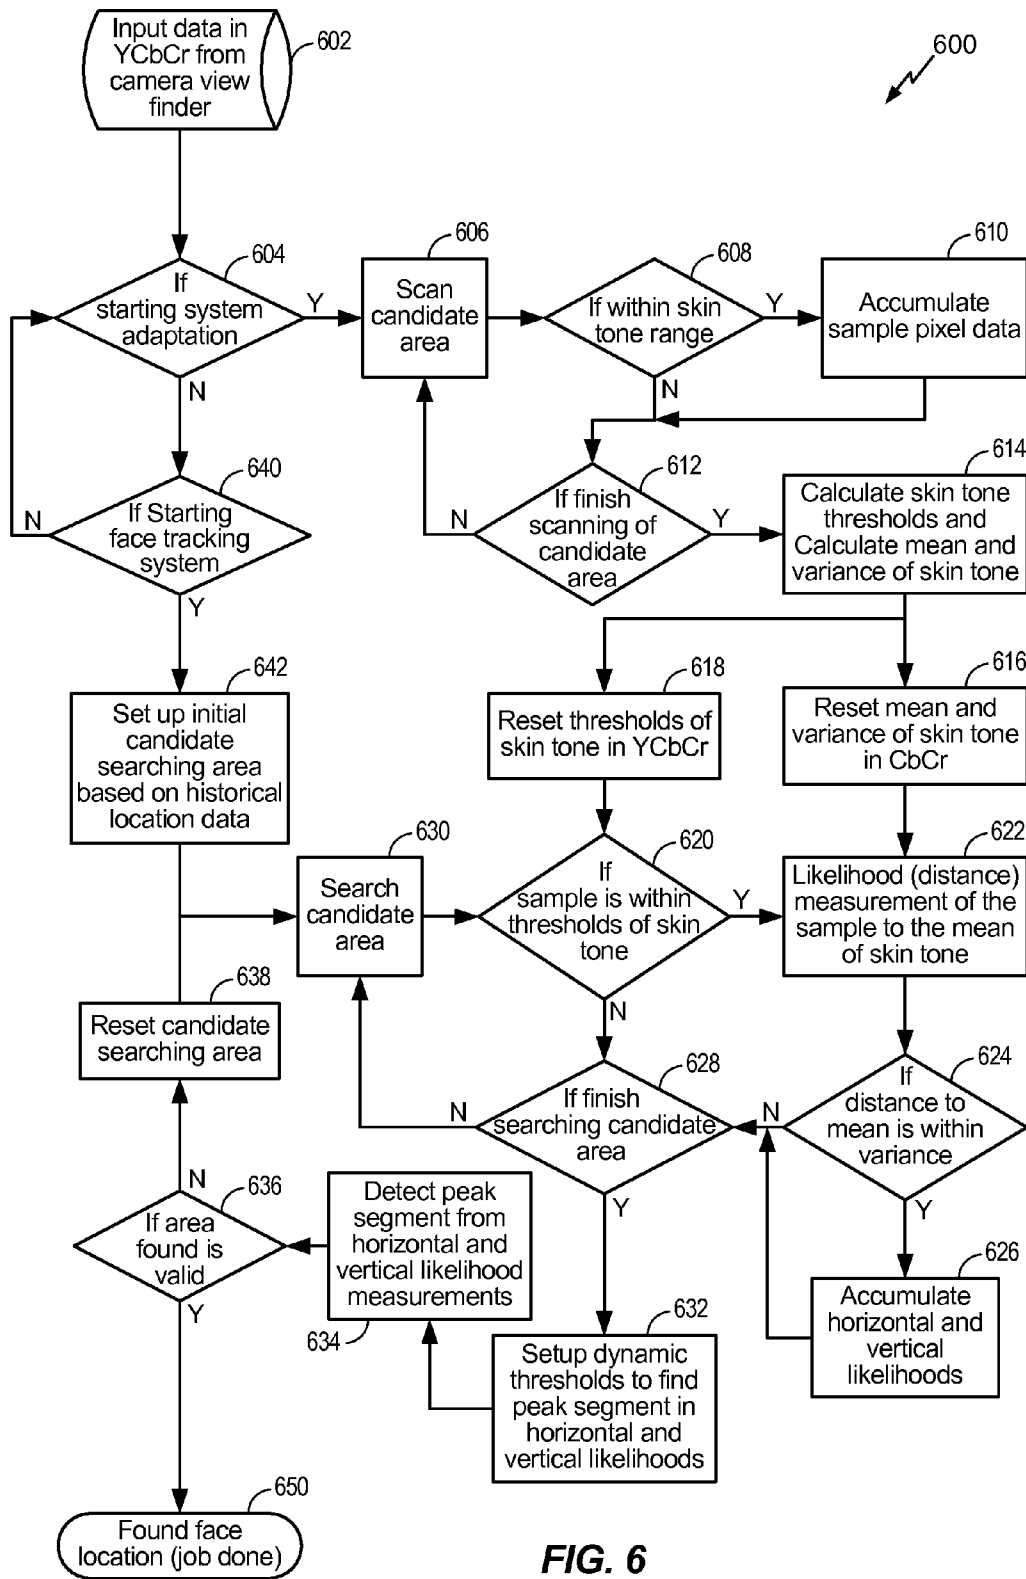 Input data in
YCbCr from
camera view
finder
602
600
If
starting system
adaptation
604
Y
N
606
Scan
candidate
area
608
If within skin
tone range
Y
N
610
Accumulate
sample pixel data
640
If Starting
face tracking
system
N
Y
612
If finish
scanning of
candidate
area
N
Y
614
Calculate skin tone
thresholds and
Calculate mean and
variance of skin tone
642
Set up initial
candidate
searching area
based on historical
location data
618
Reset thresholds of
skin tone in YCbCr
616
Reset mean and
variance of skin tone
in CbCr
630
Search
candidate
area
620
If
sample is within
thresholds of skin
tone
Y
N
622
Likelihood (distance)
measurement of the
sample to the mean
of skin tone
638
Reset candidate
searching area
628
If finish
searching candidate
area
N
Y
624
If
distance to
mean is within
variance
N
Y
636
If area
found is
valid
N
Y
Detect peak
segment from
horizontal and
vertical likelihood
measurements
634
632
Setup dynamic
thresholds to find
peak segment in
horizontal and
vertical likelihoods
626
Accumulate
horizontal and
vertical
likelihoods
650
Found face
location (job done)
FIG. 6